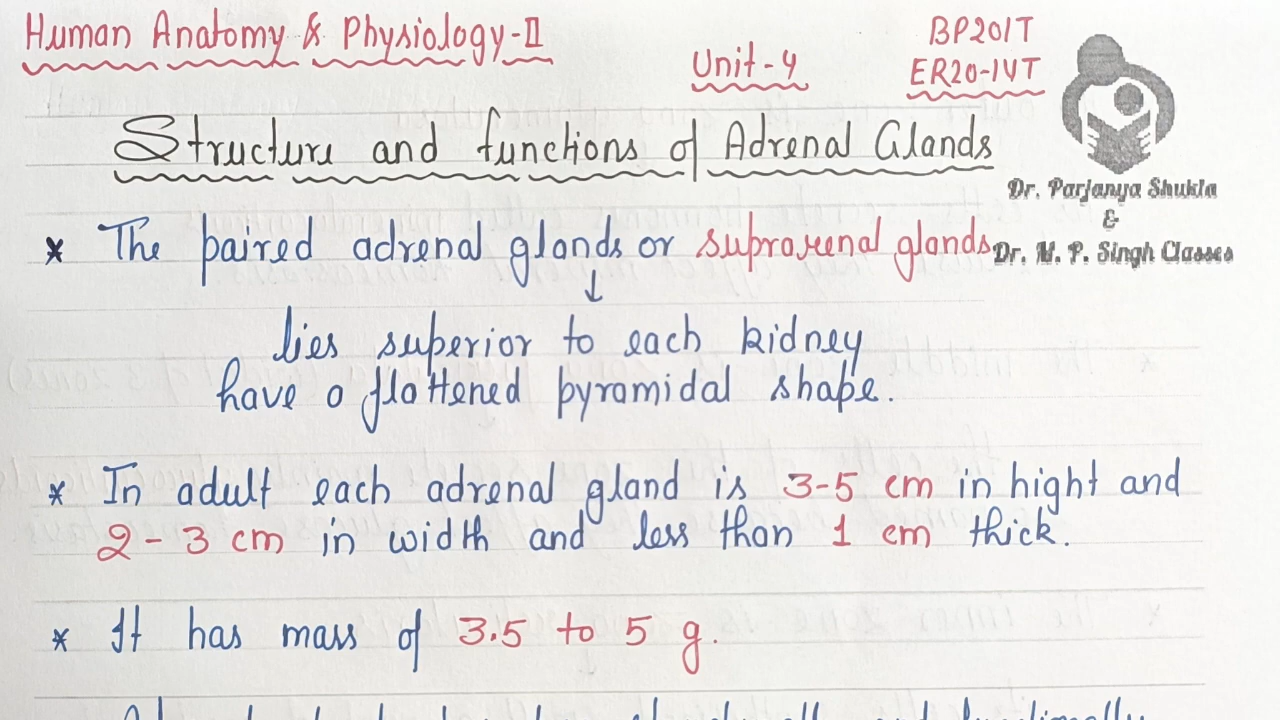 Human Anatomy & Physiology-II
BP201T
Unit-4
ER20-14T
Structure and functions of Adrenal Glands
Dr. Parjanya Shukla
&
Dr. M. P. Singh Classes
* The paired adrenal glands or suprarenal glands
↓
lies superior to each kidney
have a flattened pyramidal shape.
* In adult each adrenal gland is 3-5 cm in hight and
2-3 cm in width and less than 1 cm thick.
* It has mass of 3.5 to 5 g.
and functionally